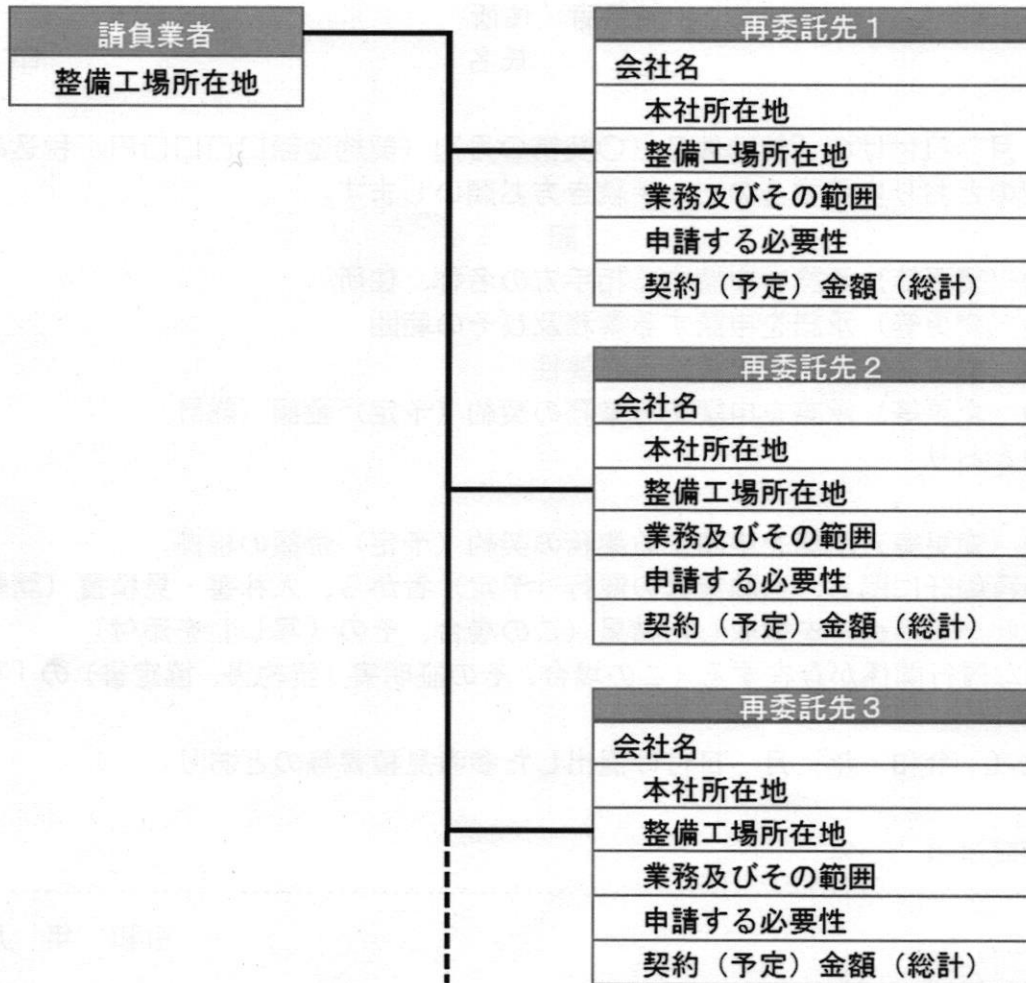 請負業者
整備工場所在地
再委託先1
会社名
本社所在地
整備工場所在地
業務及びその範囲
申請する必要性
契約（予定）金額（総計）
再委託先2
会社名
本社所在地
整備工場所在地
業務及びその範囲
申請する必要性
契約（予定）金額（総計）
再委託先3
会社名
本社所在地
整備工場所在地
業務及びその範囲
申請する必要性
契約（予定）金額（総計）